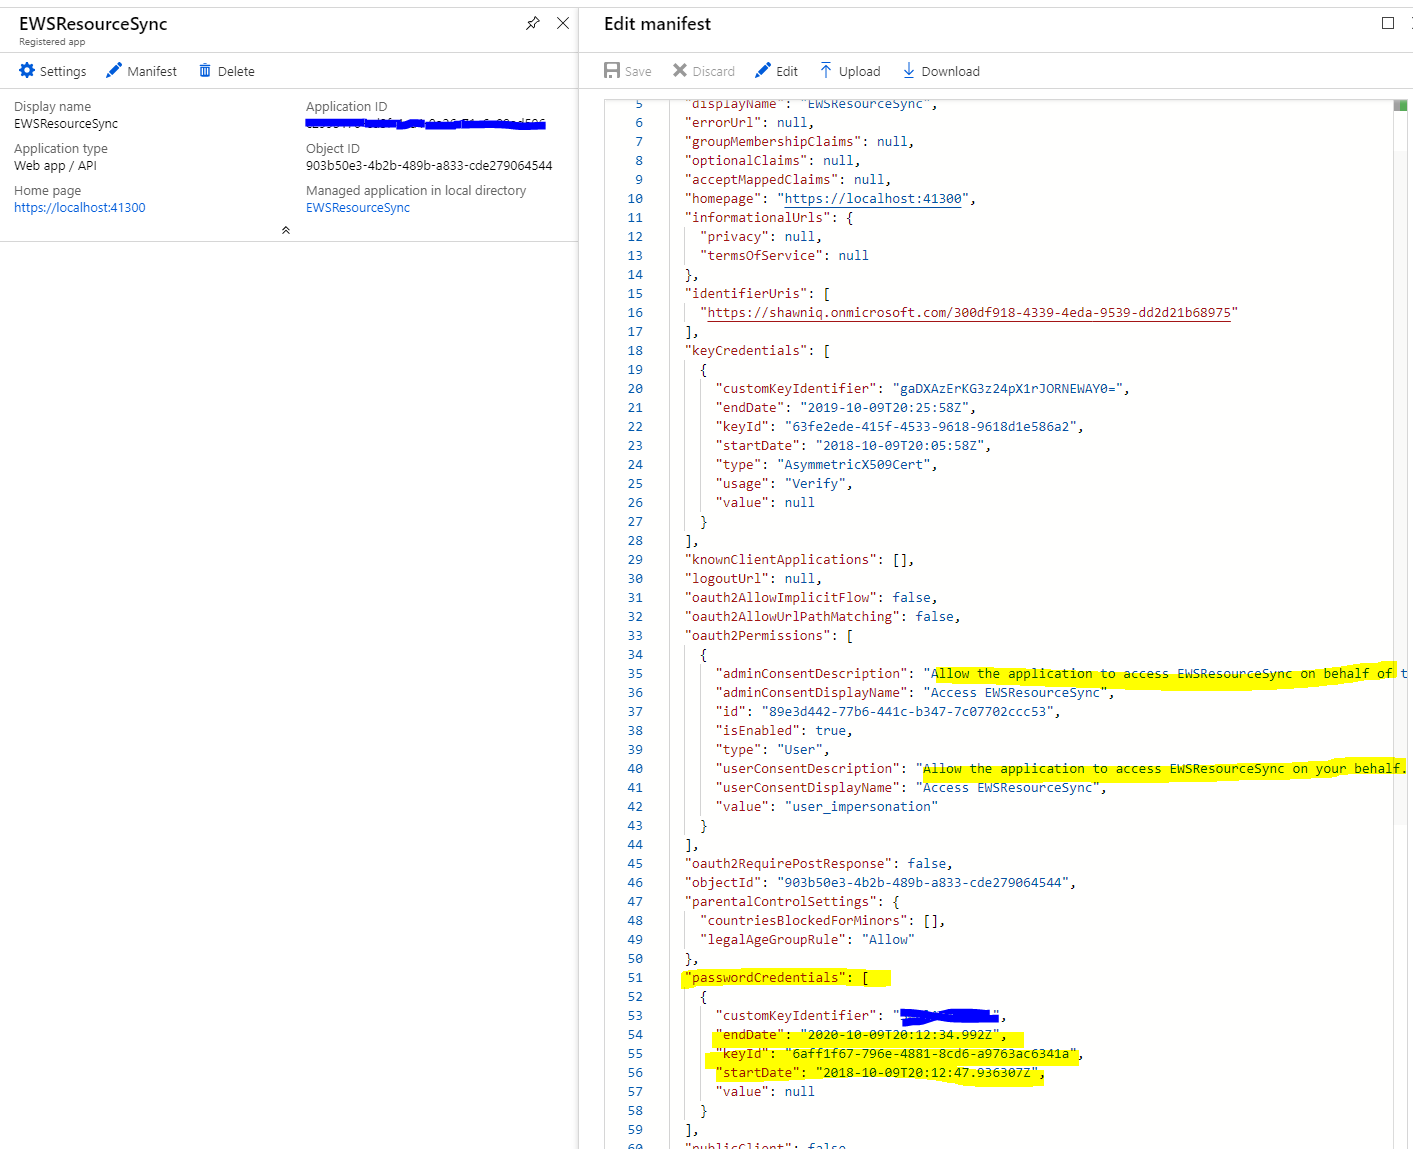 EWSResourceSync
Registered app
Settings
Manifest
Delete
Display name
EWSResourceSync
Application ID
Application type
Web app / API
Object ID
903b50e3-4b2b-489b-a833-cde279064544
Home page
https://localhost:41300
Managed application in local directory
EWSResourceSync
Edit manifest
Save
Discard
Edit
Upload
Download
5 "displayName": "EWSResourceSync",
6 "errorUrl": null,
7 "groupMembershipClaims": null,
8 "optionalClaims": null,
9 "acceptMappedClaims": null,
10 "homepage": "https://localhost:41300",
11 "informationalUrls": {
12 "privacy": null,
13 "termsOfService": null
14 },
15 "identifierUris": [
16 "https://shawniq.onmicrosoft.com/300df918-4339-4eda-9539-dd2d21b68975"
17 ],
18 "keyCredentials": [
19 {
20 "customKeyIdentifier": "gaDXAzErKG3z24pX1rJORNEWAY0=",
21 "endDate": "2019-10-09T20:25:58Z",
22 "keyId": "63fe2ede-415f-4533-9618-9618d1e586a2",
23 "startDate": "2018-10-09T20:05:58Z",
24 "type": "AsymmetricX509Cert",
25 "usage": "Verify",
26 "value": null
27 }
28 ],
29 "knownClientApplications": [],
30 "logoutUrl": null,
31 "oauth2AllowImplicitFlow": false,
32 "oauth2AllowUrlPathMatching": false,
33 "oauth2Permissions": [
34 {
35 "adminConsentDescription": "Allow the application to access EWSResourceSync on behalf of t
36 "adminConsentDisplayName": "Access EWSResourceSync",
37 "id": "89e3d442-77b6-441c-b347-7c07702ccc53",
38 "isEnabled": true,
39 "type": "User",
40 "userConsentDescription": "Allow the application to access EWSResourceSync on your behalf.
41 "userConsentDisplayName": "Access EWSResourceSync",
42 "value": "user_impersonation"
43 }
44 ],
45 "oauth2RequirePostResponse": false,
46 "objectId": "903b50e3-4b2b-489b-a833-cde279064544",
47 "parentalControlSettings": {
48 "countriesBlockedForMinors": [],
49 "legalAgeGroupRule": "Allow"
50 },
51 "passwordCredentials": [
52 {
53 "customKeyIdentifier": "",
54 "endDate": "2020-10-09T20:12:34.992Z",
55 "keyId": "6aff1f67-796e-4881-8cd6-a9763ac6341a",
56 "startDate": "2018-10-09T20:12:47.936307Z",
57 "value": null
58 }
59 ],
60 "publicClient": false